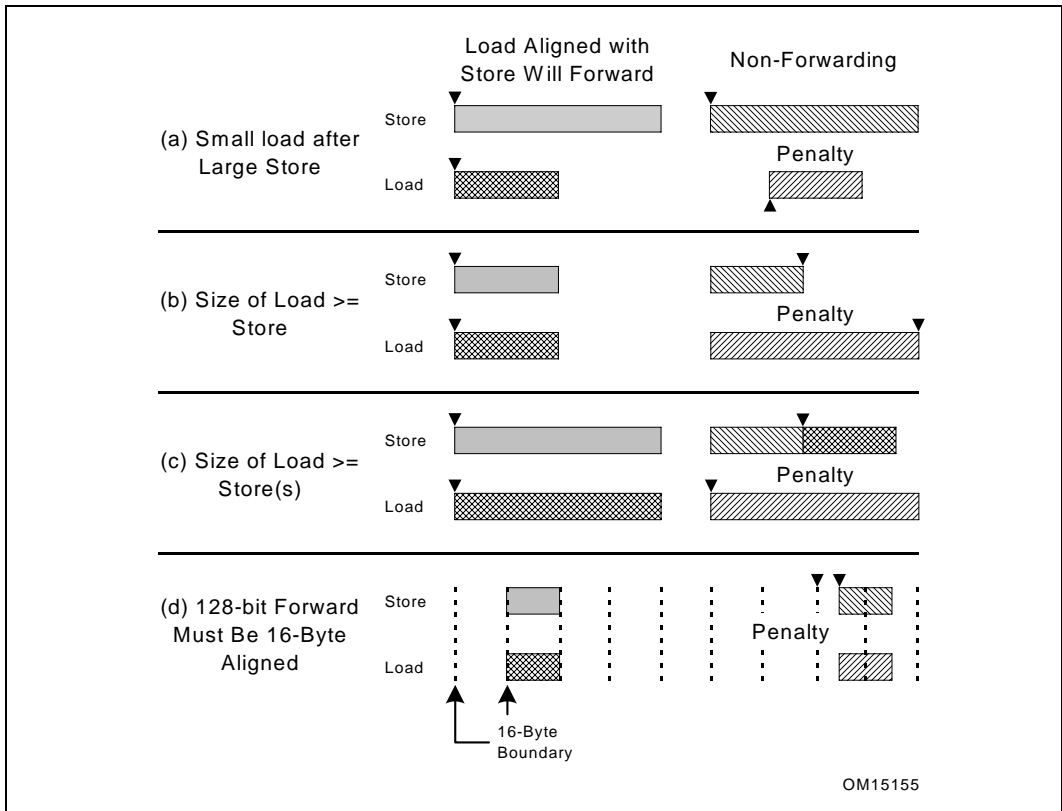 Load Aligned with
Store Will Forward
Non-Forwarding
(a) Small load after
Large Store
Store
Penalty
Load
(b) Size of Load >=
Store
Store
Penalty
Load
(c) Size of Load >=
Store(s)
Store
Penalty
Load
(d) 128-bit Forward
Must Be 16-Byte
Aligned
Store
Penalty
Load
16-Byte
Boundary
OM15155